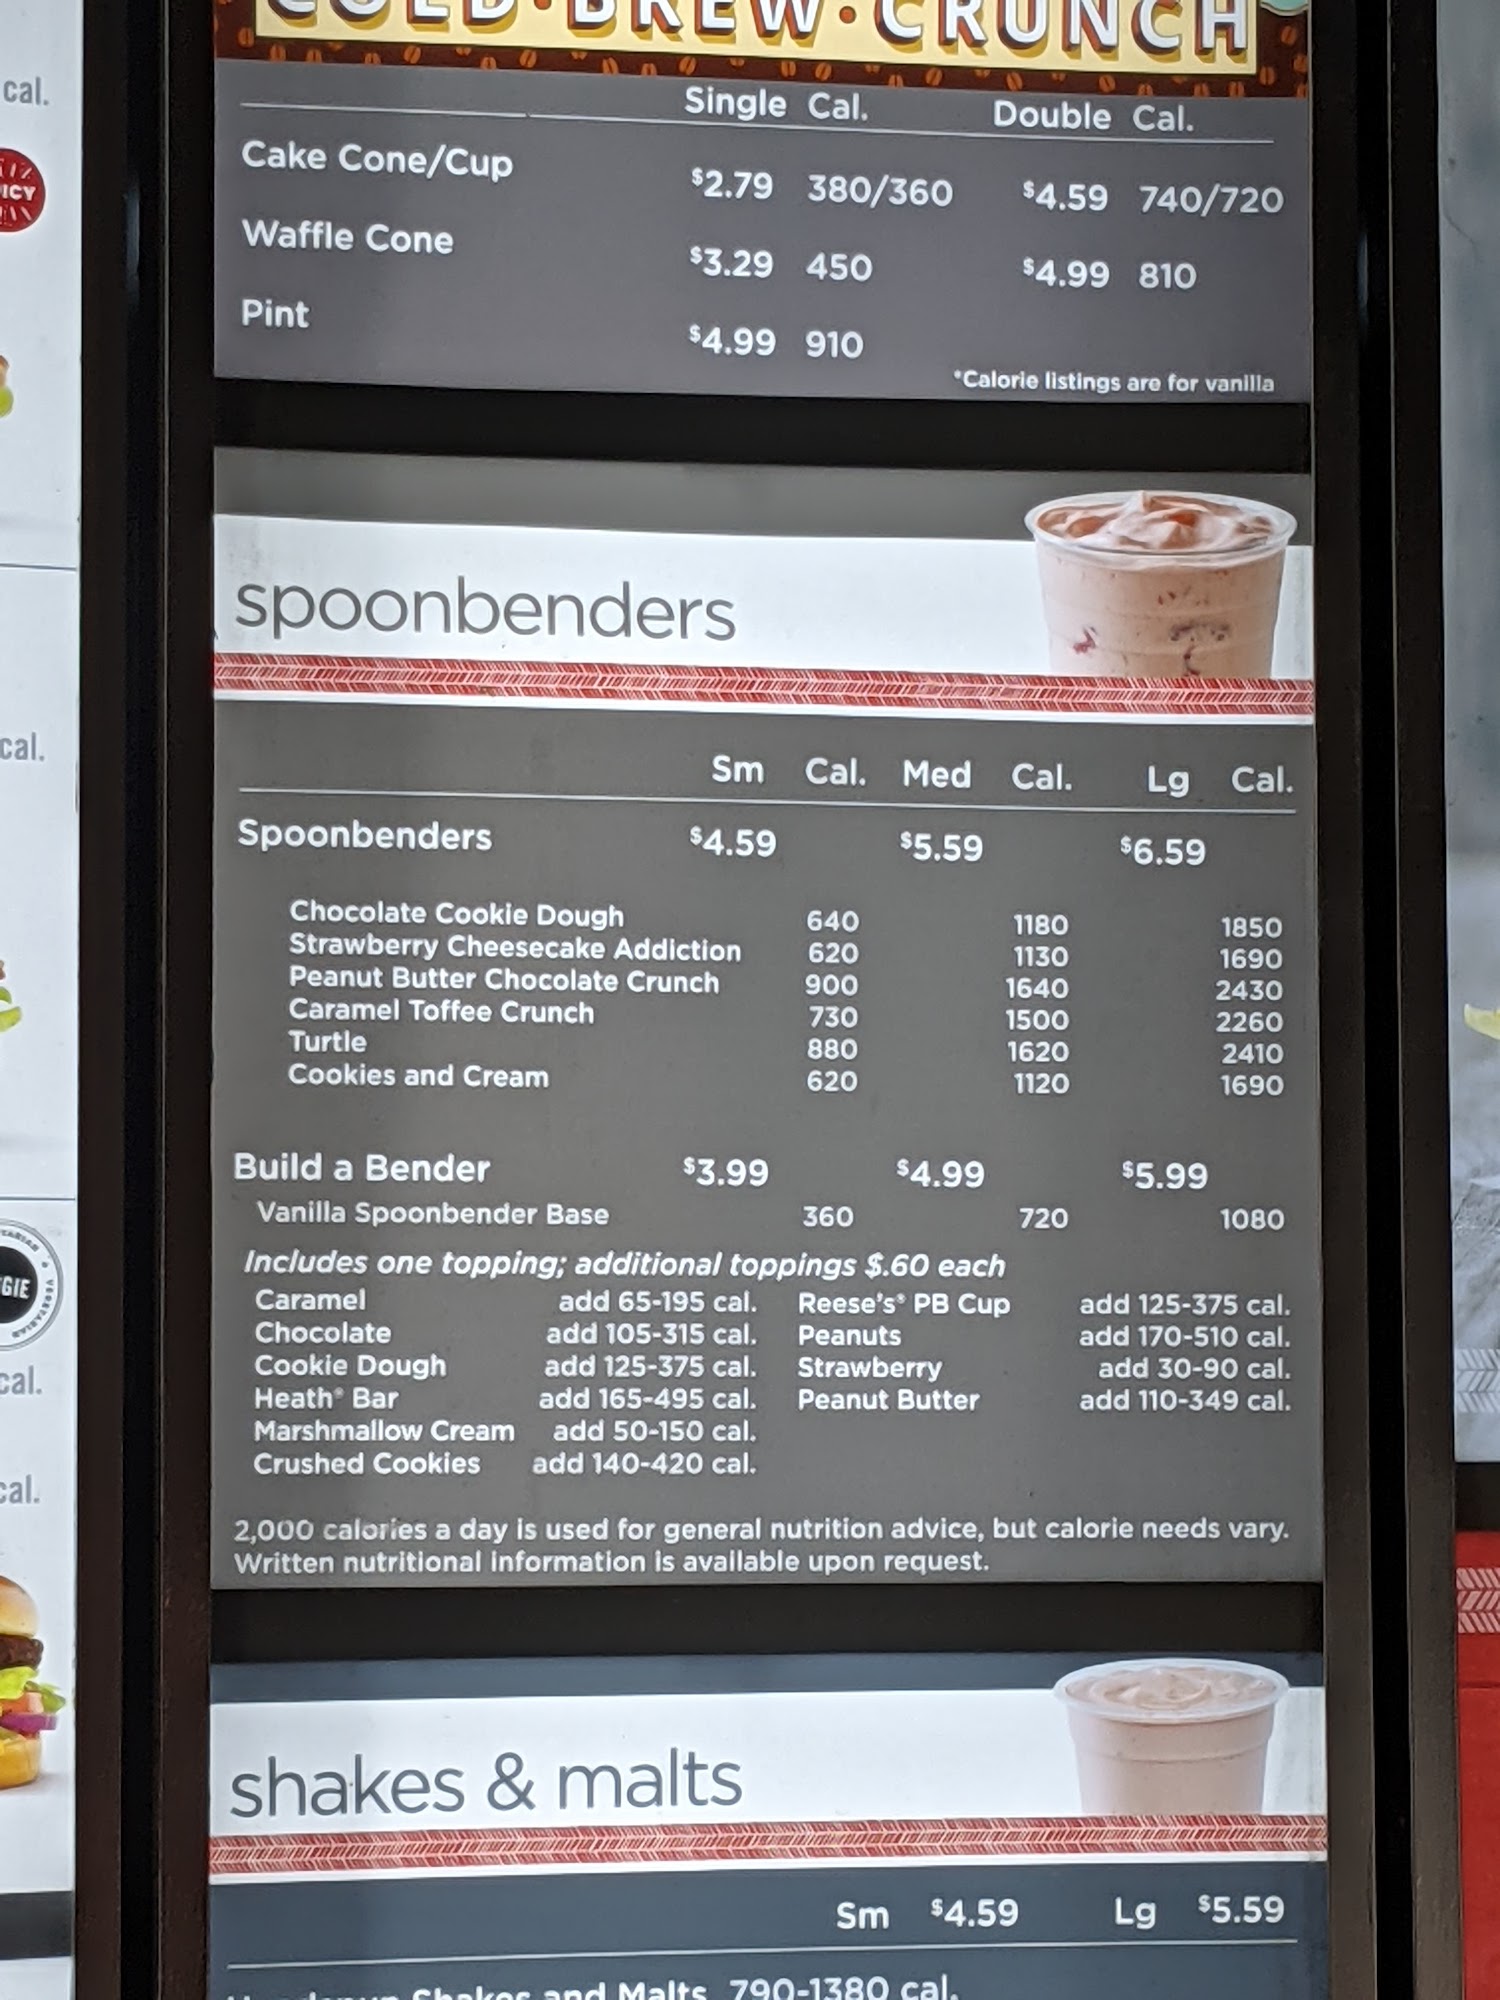 COLD • BREW • CRUNCH
Single Cal. Double Cal.
Cake Cone/Cup $2.79 380/360 $4.59 740/720
Waffle Cone $3.29 450 $4.99 810
Pint $4.99 910
*Calorie listings are for vanilla
spoonbenders
Sm Cal. Med Cal. Lg Cal.
Spoonbenders $4.59 $5.59 $6.59
Chocolate Cookie Dough 640 1180 1850
Strawberry Cheesecake Addiction 620 1130 1690
Peanut Butter Chocolate Crunch 900 1640 2430
Caramel Toffee Crunch 730 1500 2260
Turtle 880 1620 2410
Cookies and Cream 620 1120 1690
Build a Bender $3.99 $4.99 $5.99
Vanilla Spoonbender Base 360 720 1080
Includes one topping; additional toppings $.60 each
Caramel add 65-195 cal. Reese's® PB Cup add 125-375 cal.
Chocolate add 105-315 cal. Peanuts add 170-510 cal.
Cookie Dough add 125-375 cal. Strawberry add 30-90 cal.
Heath® Bar add 165-495 cal. Peanut Butter add 110-349 cal.
Marshmallow Cream add 50-150 cal.
Crushed Cookies add 140-420 cal.
2,000 calories a day is used for general nutrition advice, but calorie needs vary.
Written nutritional information is available upon request.
shakes & malts
Sm $4.59 Lg $5.59
Shakes and Malts 790-1380 cal.
cal.
ICY
cal.
GIE
VEGETARIAN
cal.
cal.